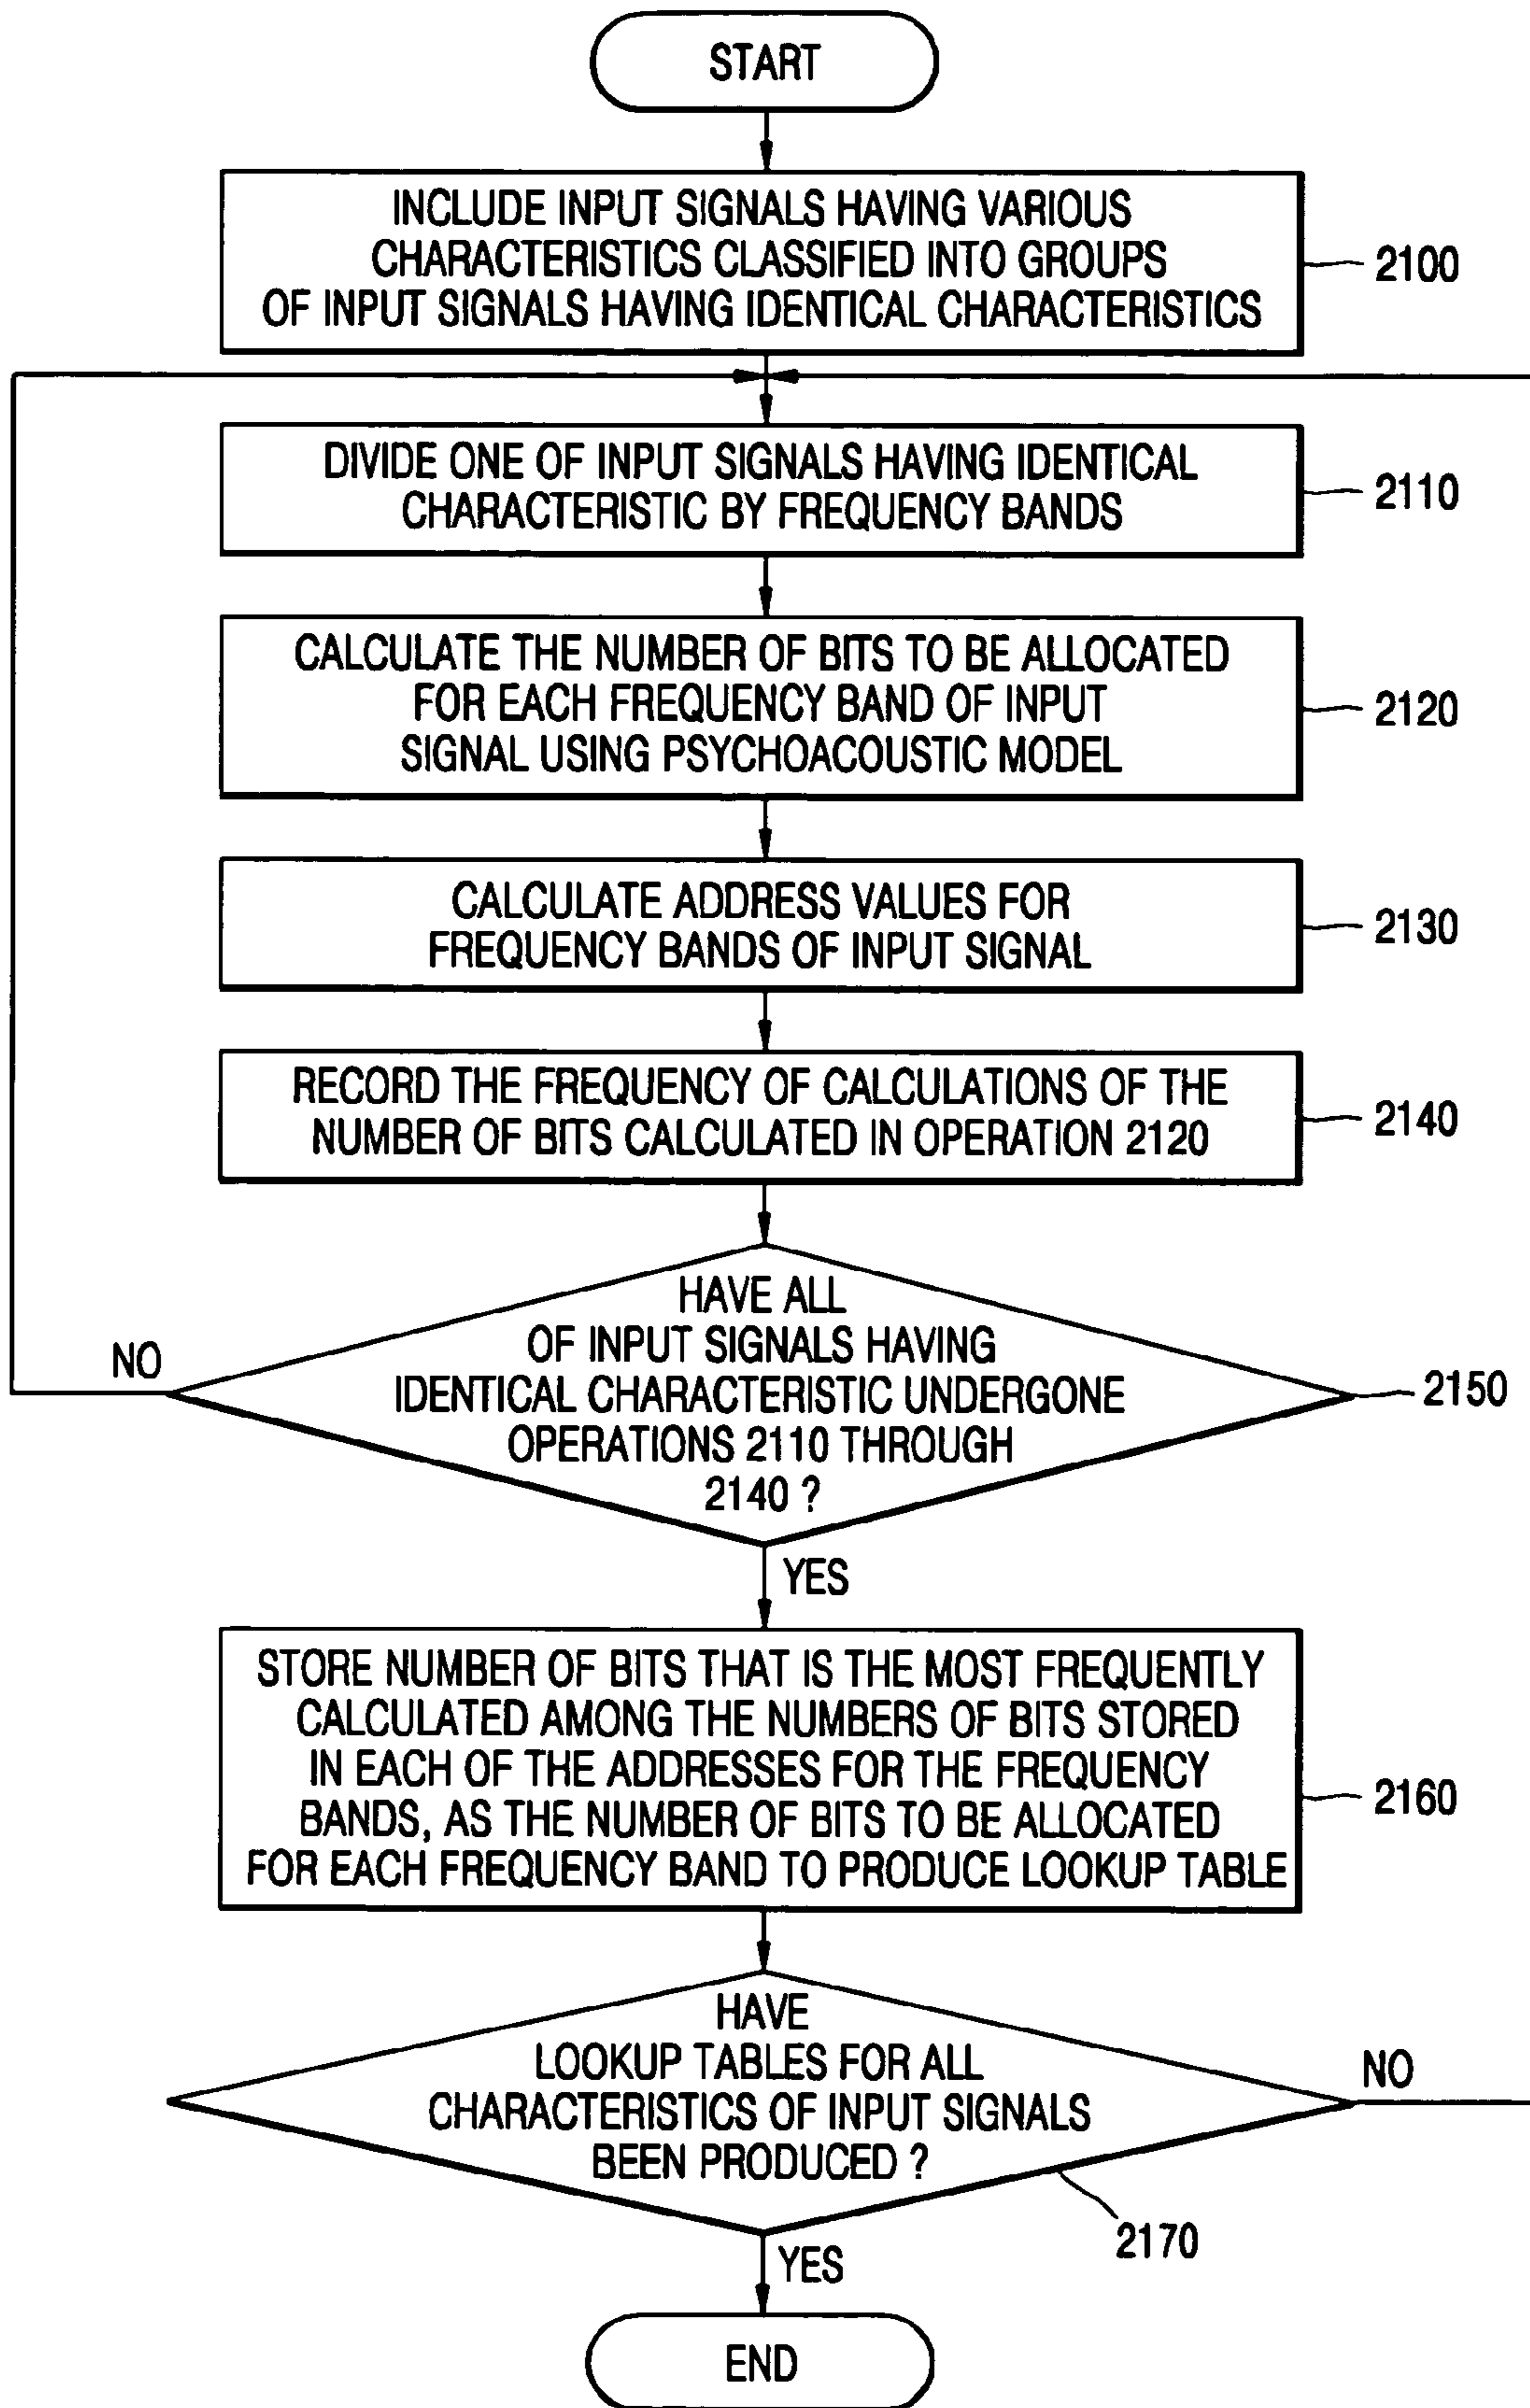 START
INCLUDE INPUT SIGNALS HAVING VARIOUS
CHARACTERISTICS CLASSIFIED INTO GROUPS
OF INPUT SIGNALS HAVING IDENTICAL CHARACTERISTICS
2100
DIVIDE ONE OF INPUT SIGNALS HAVING IDENTICAL
CHARACTERISTIC BY FREQUENCY BANDS
2110
CALCULATE THE NUMBER OF BITS TO BE ALLOCATED
FOR EACH FREQUENCY BAND OF INPUT
SIGNAL USING PSYCHOACOUSTIC MODEL
2120
CALCULATE ADDRESS VALUES FOR
FREQUENCY BANDS OF INPUT SIGNAL
2130
RECORD THE FREQUENCY OF CALCULATIONS OF THE
NUMBER OF BITS CALCULATED IN OPERATION 2120
2140
HAVE ALL
OF INPUT SIGNALS HAVING
IDENTICAL CHARACTERISTIC UNDERGONE
OPERATIONS 2110 THROUGH
2140 ?
NO
2150
YES
STORE NUMBER OF BITS THAT IS THE MOST FREQUENTLY
CALCULATED AMONG THE NUMBERS OF BITS STORED
IN EACH OF THE ADDRESSES FOR THE FREQUENCY
BANDS, AS THE NUMBER OF BITS TO BE ALLOCATED
FOR EACH FREQUENCY BAND TO PRODUCE LOOKUP TABLE
2160
HAVE
LOOKUP TABLES FOR ALL
CHARACTERISTICS OF INPUT SIGNALS
BEEN PRODUCED ?
NO
2170
YES
END